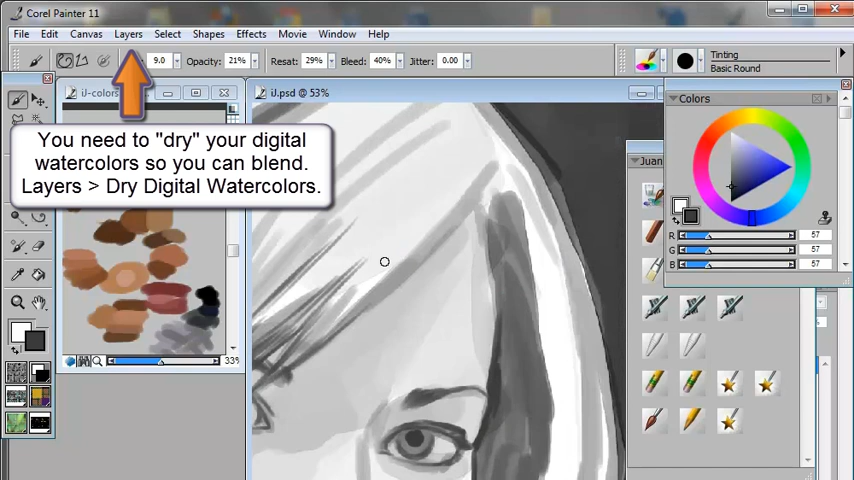 Corel Painter 11
File Edit Canvas Layers Select Shapes Effects Movie Window Help
9.0 Opacity: 21% Resat: 29% Bleed: 40% Jitter: 0.00
Tinting
Basic Round
iJ-colors
iJ.psd @ 53%
Colors
You need to "dry" your digital
watercolors so you can blend.
Layers > Dry Digital Watercolors.
Juan
R 57
G 57
B 57
33%